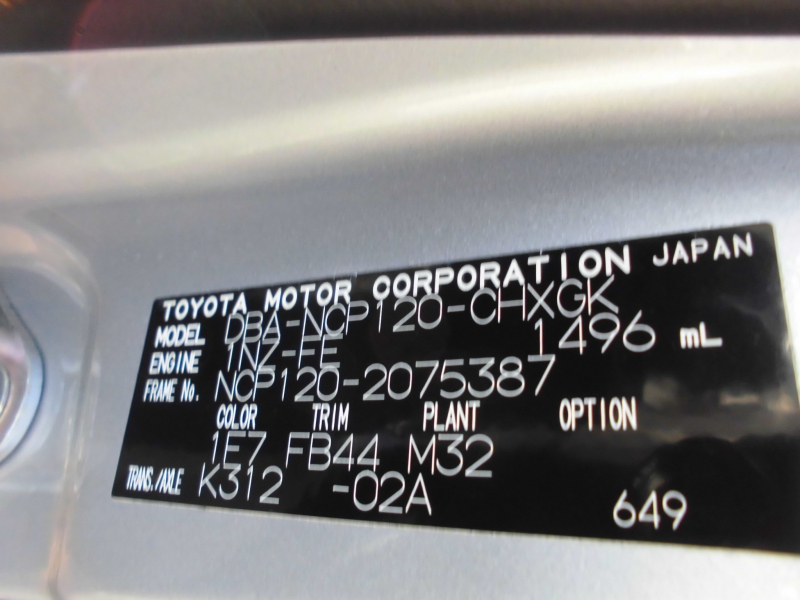 TOYOTA MOTOR CORPORATION JAPAN
MODEL DBA-NCP120-CHXGK
ENGINE 1NZ-FE 1496 mL
FRAME No. NCP120-2075387
COLOR TRIM PLANT OPTION
1E7 FB44 M32
TRANS./AXLE K312 -02A
649